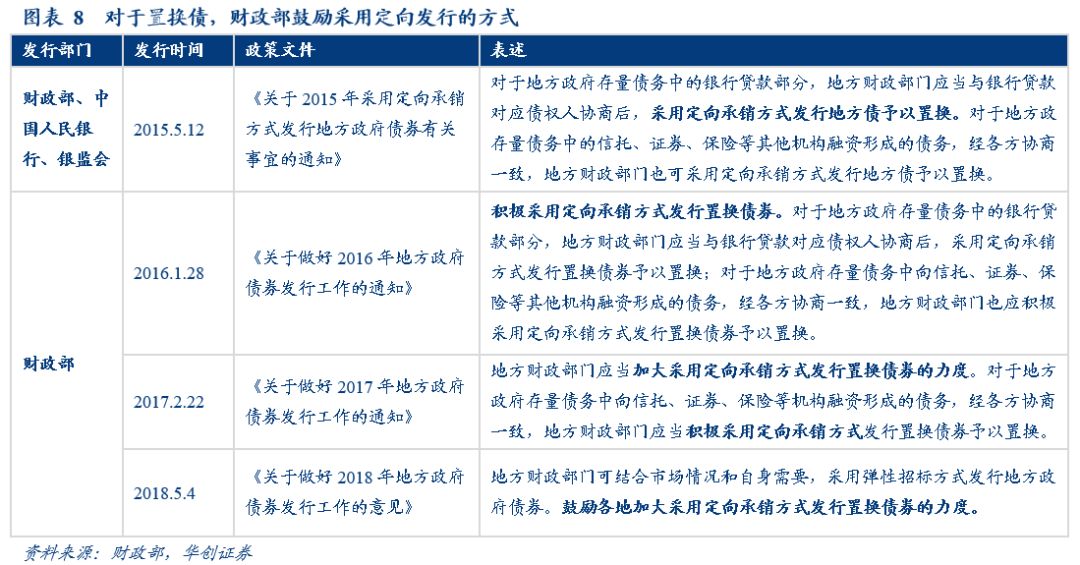 图表 8 对于置换债，财政部鼓励采用定向发行的方式
发行部门 发行时间 政策文件 表述
财政部、中
国人民银
行、银监会
2015.5.12
《关于 2015 年采用定向承销
方式发行地方政府债券有关
事宜的通知》
对于地方政府存量债务中的银行贷款部分，地方财政部门应当与银行贷款
对应债权人协商后，采用定向承销方式发行地方债予以置换。对于地方政
府存量债务中的信托、证券、保险等其他机构融资形成的债务，经各方协商
一致，地方财政部门也可采用定向承销方式发行地方债予以置换。
财政部
2016.1.28
《关于做好 2016 年地方政府
债券发行工作的通知》
积极采用定向承销方式发行置换债券。对于地方政府存量债务中的银行贷
款部分，地方财政部门应当与银行贷款对应债权人协商后，采用定向承销
方式发行置换债券予以置换；对于地方政府存量债务中向信托、证券、保
险等其他机构融资形成的债务，经各方协商一致，地方财政部门也应积极
采用定向承销方式发行置换债券予以置换。
2017.2.22
《关于做好 2017 年地方政府
债券发行工作的通知》
地方财政部门应当加大采用定向承销方式发行置换债券的力度。对于地方
政府存量债务中向信托、证券、保险等机构融资形成的债务，经各方协商
一致，地方财政部门应当积极采用定向承销方式发行置换债券予以置换。
2018.5.4
《关于做好 2018 年地方政府
债券发行工作的意见》
地方财政部门可结合市场情况和自身需要，采用弹性招标方式发行地方政
府债券。鼓励各地加大采用定向承销方式发行置换债券的力度。
资料来源：财政部，华创证券